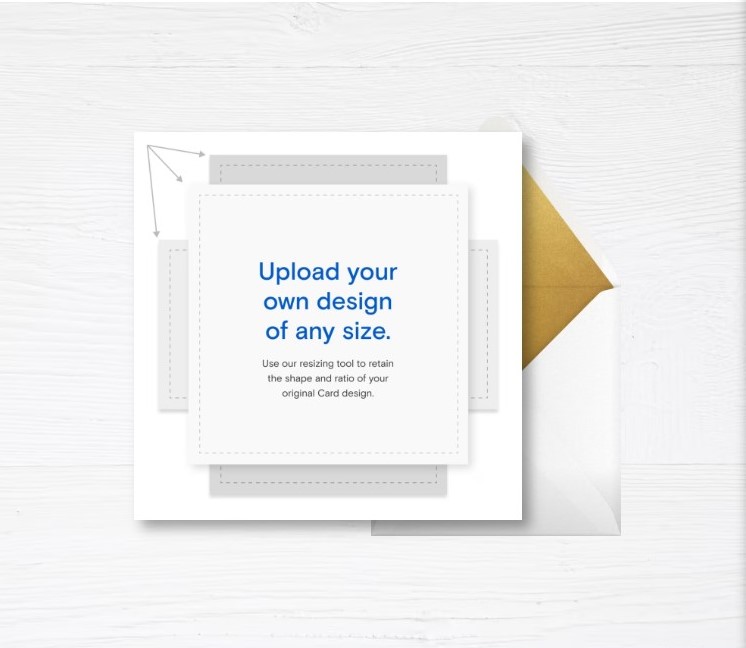 Upload your
own design
of any size.
Use our resizing tool to retain
the shape and ratio of your
original Card design.